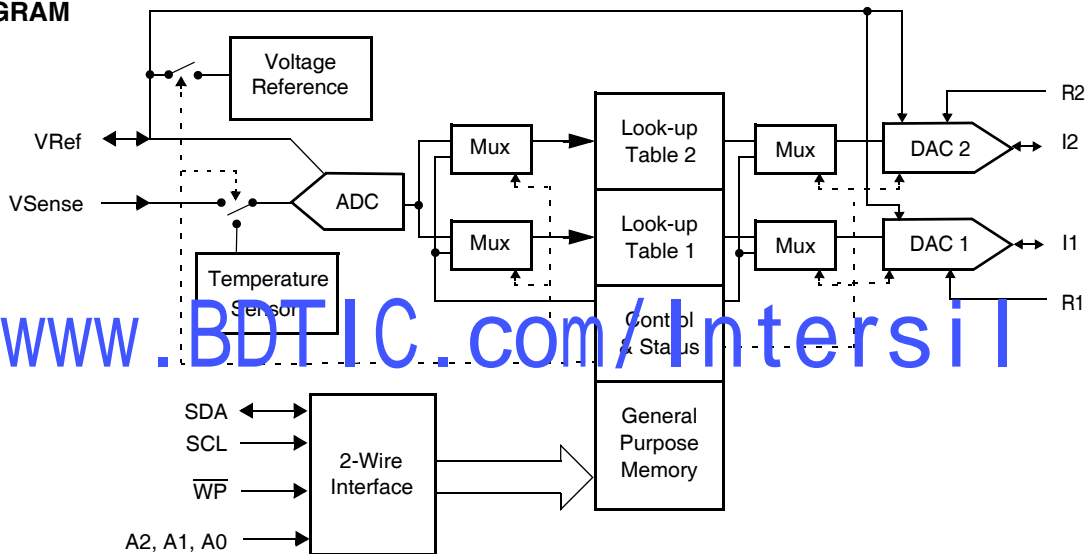 GRAM
Voltage
Reference
VRef
VSense
ADC
Temperature
Sensor
Mux
Mux
Look-up
Table 2
Look-up
Table 1
Control
& Status
General
Purpose
Memory
Mux
Mux
DAC 2
DAC 1
R2
I2
I1
R1
www.BDTIC.com/Intersil
SDA
SCL
WP
A2, A1, A0
2-Wire
Interface